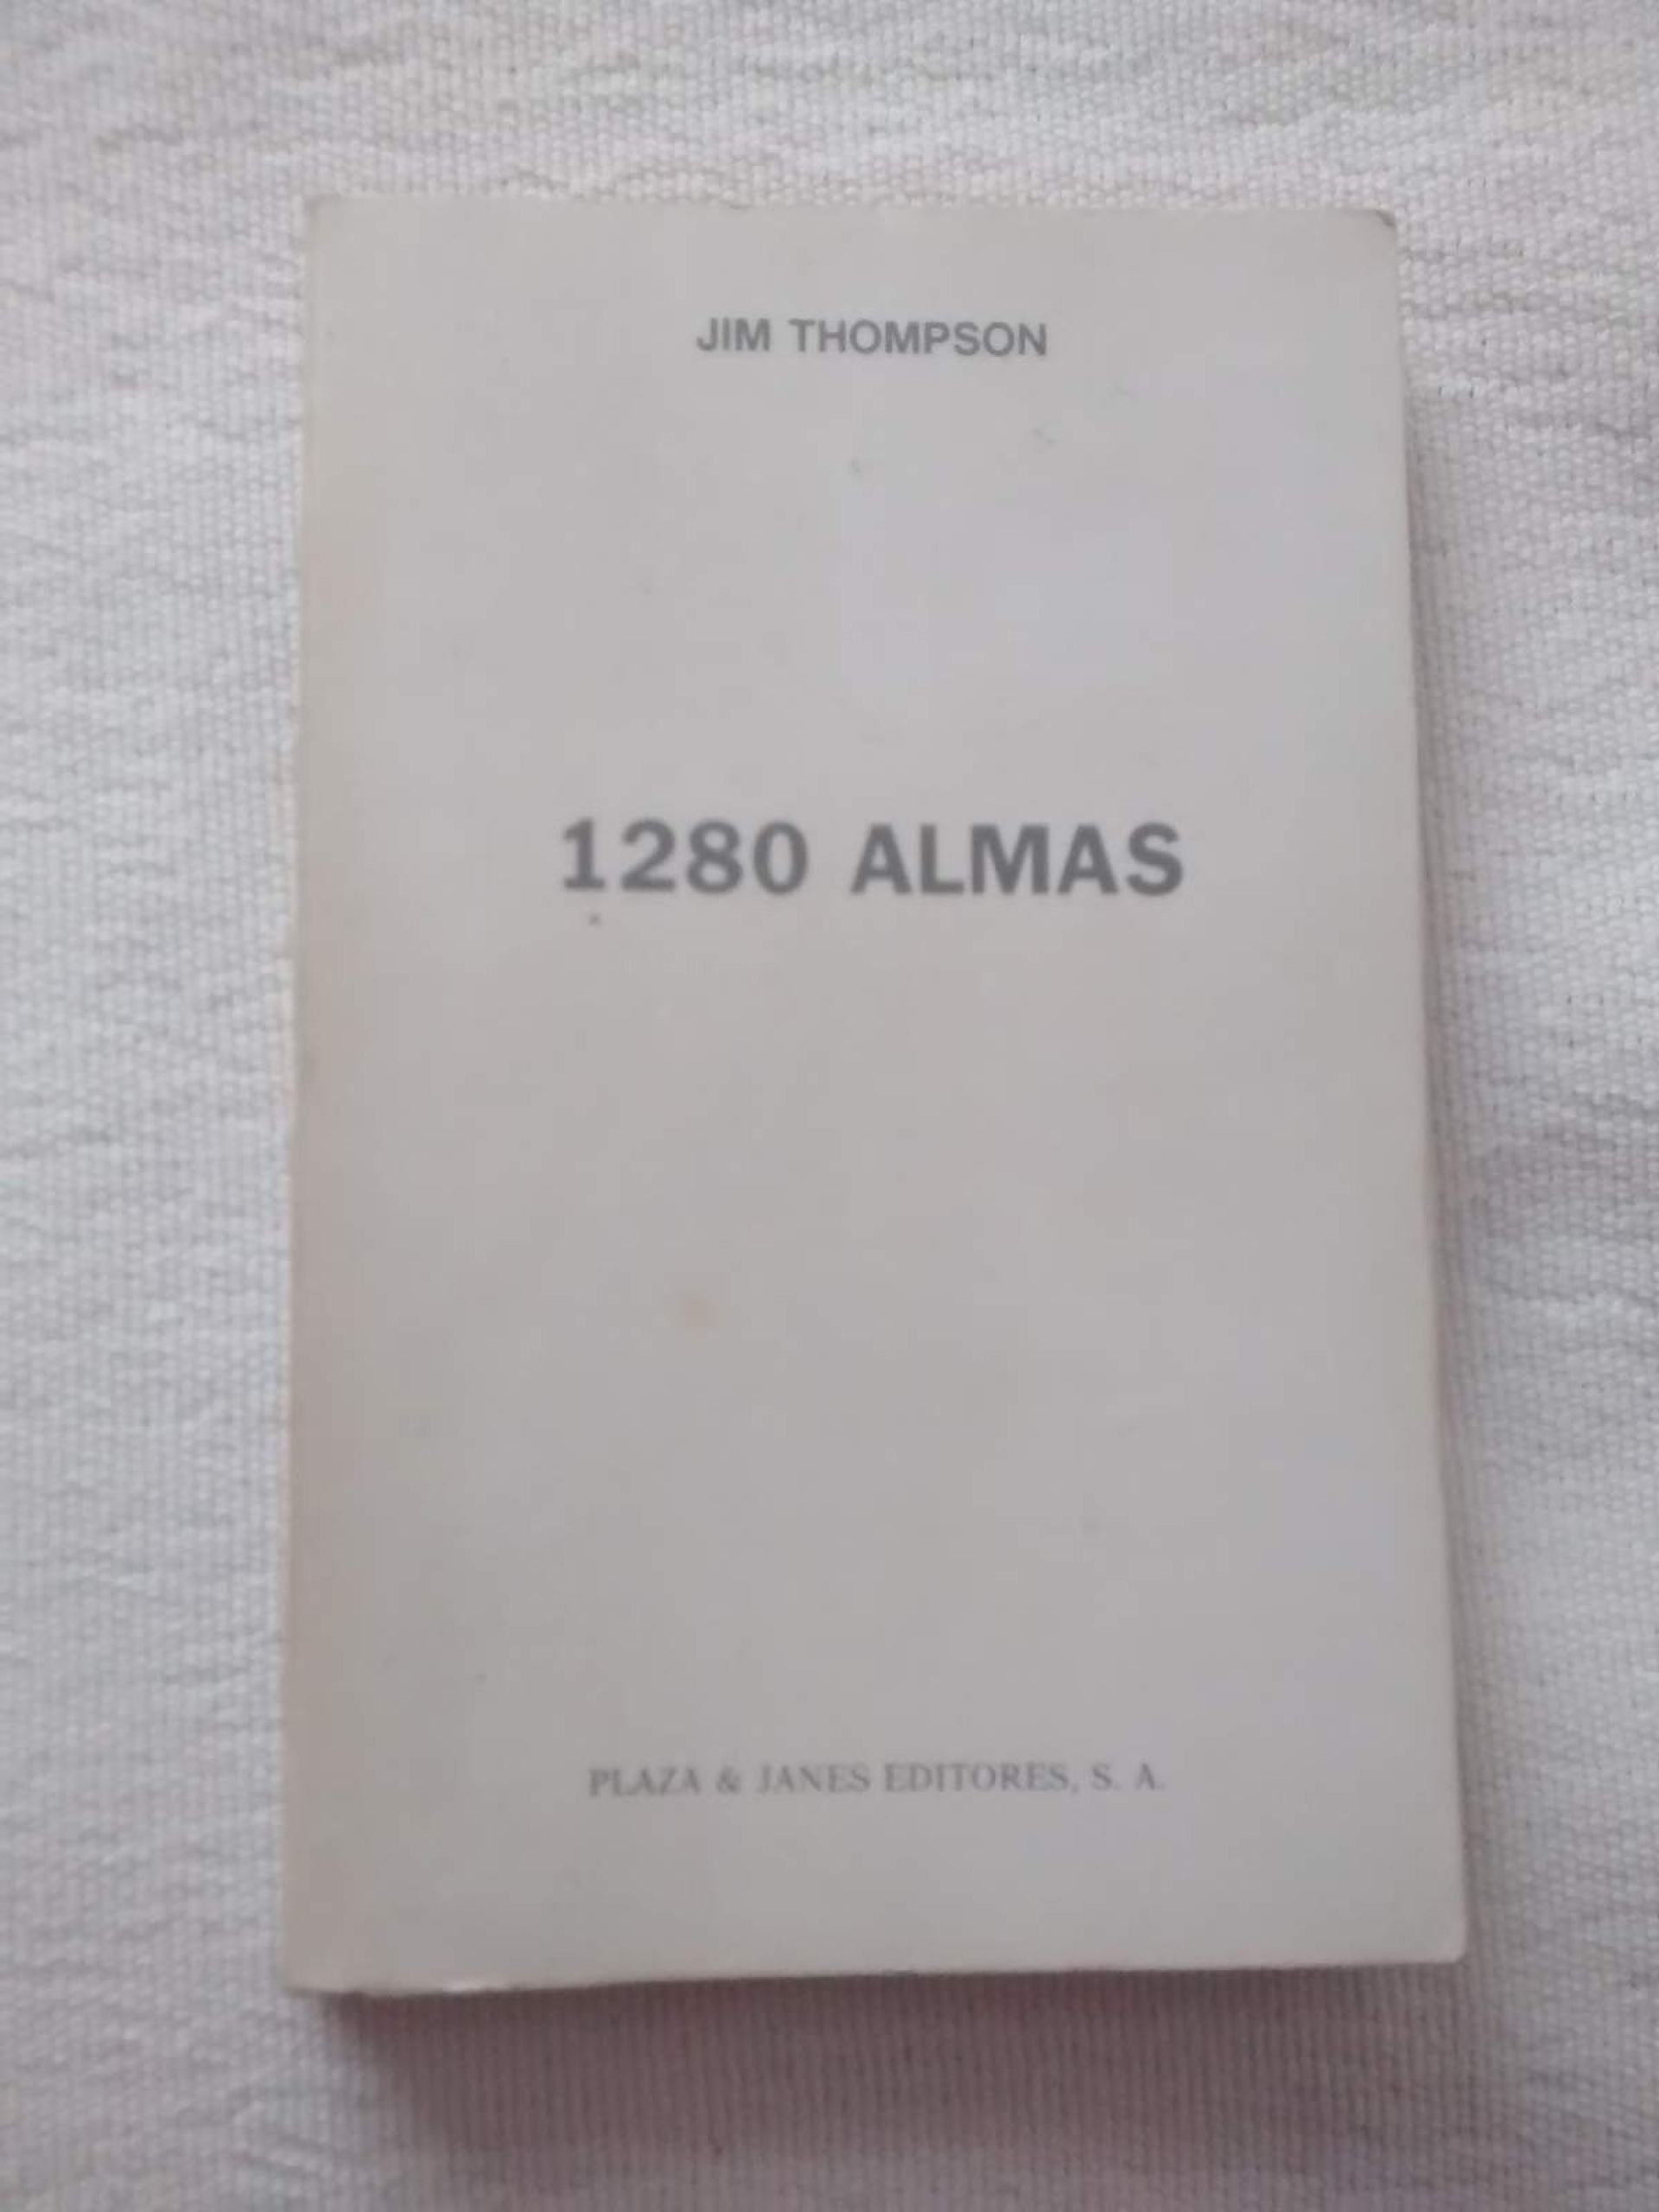 JIM THOMPSON
1280 ALMAS
PLAZA & JANES EDITORES, S. A.